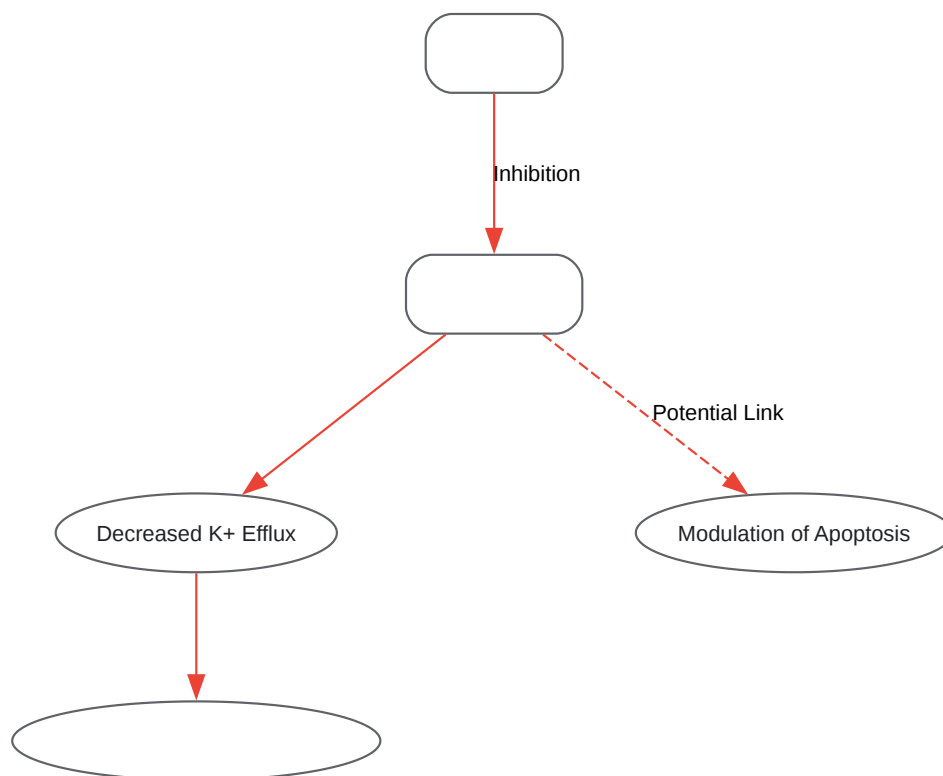 Inhibition
Potential Link
Decreased K+ Efflux
Modulation of Apoptosis